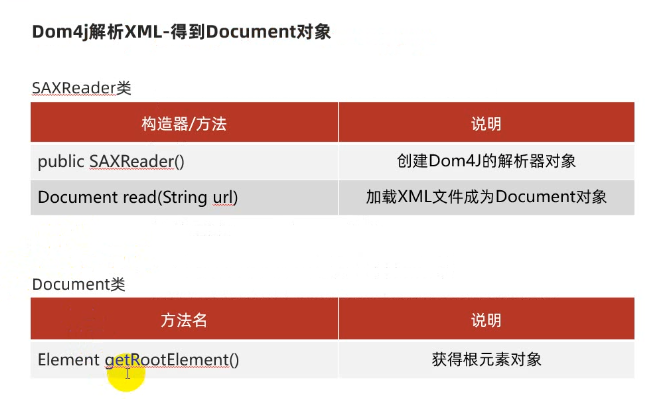 Dom4j解析XML-得到Document对象
SAXReader类
构造器/方法 说明
public SAXReader() 创建Dom4J的解析器对象
Document read(String url) 加载XML文件成为Document对象
Document类
方法名 说明
Element getRootElement() 获得根元素对象